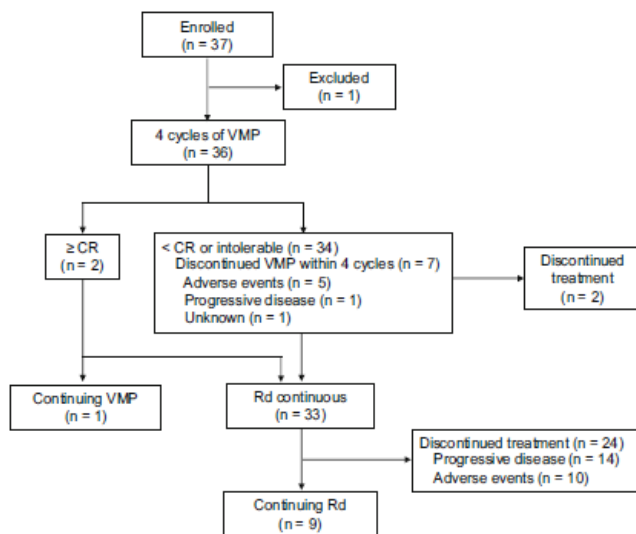 Enrolled
(n = 37)
Excluded
(n = 1)
4 cycles of VMP
(n = 36)
≥ CR
(n = 2)
< CR or intolerable (n = 34)
Discontinued VMP within 4 cycles (n = 7)
Adverse events (n = 5)
Progressive disease (n = 1)
Unknown (n = 1)
Discontinued
treatment
(n = 2)
Continuing VMP
(n = 1)
Rd continuous
(n = 33)
Discontinued treatment (n = 24)
Progressive disease (n = 14)
Adverse events (n = 10)
Continuing Rd
(n = 9)